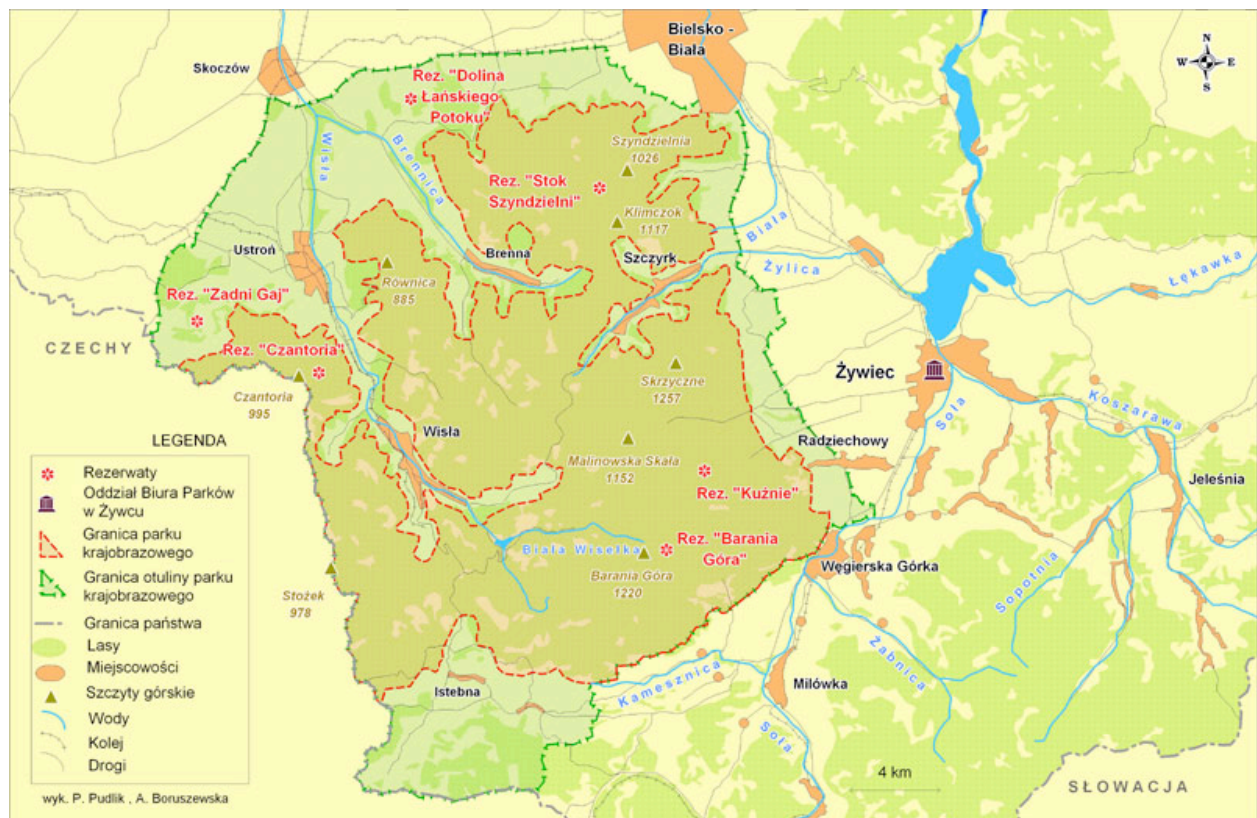 Bielsko -
Biała
N
W E
S
Skoczów
Rez. "Dolina
Łańskiego
Potoku"
Wisła
Brennica
Szyndzielnia
1026
Rez. "Stok
Szyndzielni"
Klimczok
1117
Biała
Ustroń
Brenna
Szczyrk
Żylica
Łękawka
Równica
885
Rez. "Zadni Gaj"
CZECHY
Rez. "Czantoria"
Czantoria
995
Skrzyczne
1257
Żywiec
Soła
Koszarawa
Wisła
Radziechowy
Malinowska Skała
1152
Rez. "Kuźnie"
Jeleśnia
Biała Wisełka
Rez. "Barania
Góra"
Barania Góra
1220
Węgierska Górka
Sopotnia
Stożek
978
Żabnica
Kamesznica
Istebna
Milówka
Soła
4 km
SŁOWACJA
LEGENDA
Rezerwaty
Oddział Biura Parków
w Żywcu
Granica parku
krajobrazowego
Granica otuliny parku
krajobrazowego
Granica państwa
Lasy
Miejscowości
Szczyty górskie
Wody
Kolej
Drogi
wyk. P. Pudlik , A. Boruszewska